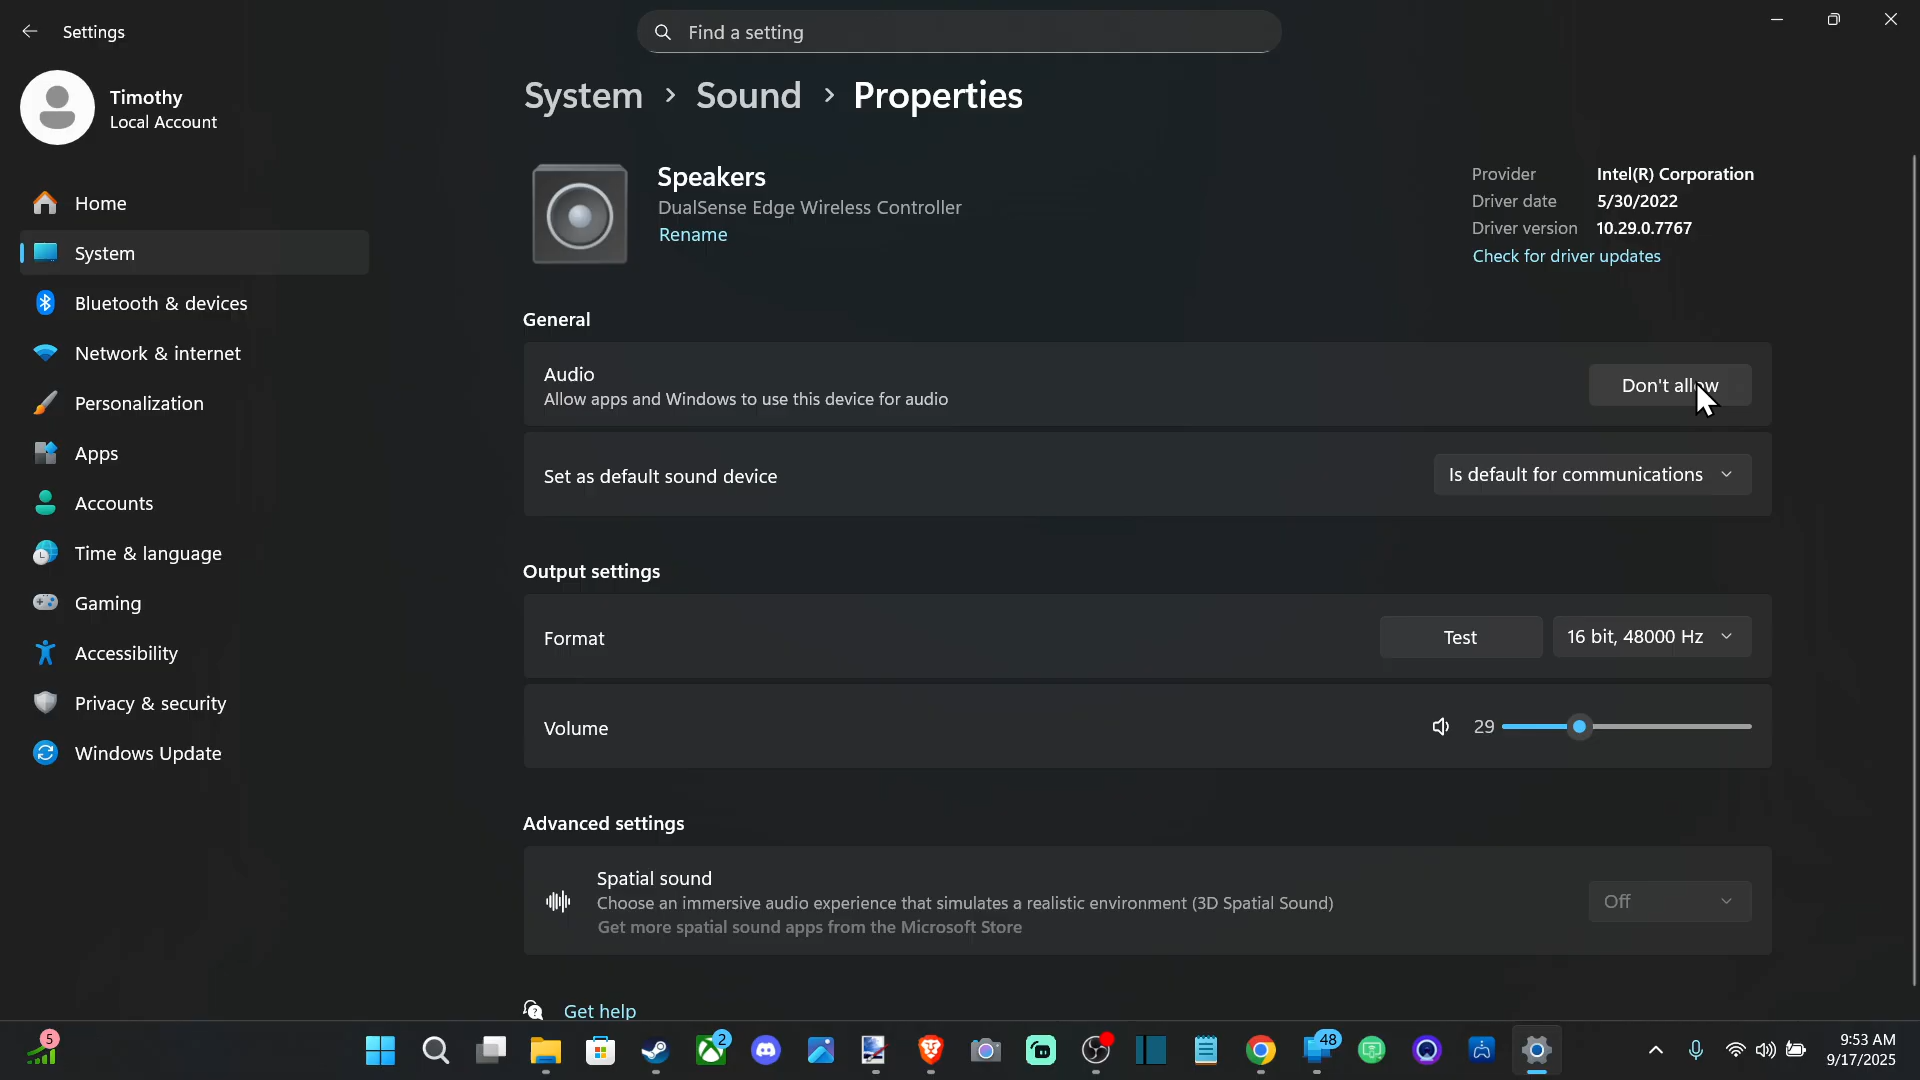 Settings
Find a setting
Timothy
Local Account
System > Sound > Properties
Home
System
Bluetooth & devices
Network & internet
Personalization
Apps
Accounts
Time & language
Gaming
Accessibility
Privacy & security
Windows Update
Speakers
DualSense Edge Wireless Controller
Rename
Provider Intel(R) Corporation
Driver date 5/30/2022
Driver version 10.29.0.7767
Check for driver updates
General
Audio
Allow apps and Windows to use this device for audio
Don't allow
Set as default sound device
Is default for communications
Output settings
Format
Test
16 bit, 48000 Hz
Volume
29
Advanced settings
Spatial sound
Choose an immersive audio experience that simulates a realistic environment (3D Spatial Sound)
Get more spatial sound apps from the Microsoft Store
Off
Get help
5
2
48
9:53 AM
9/17/2025